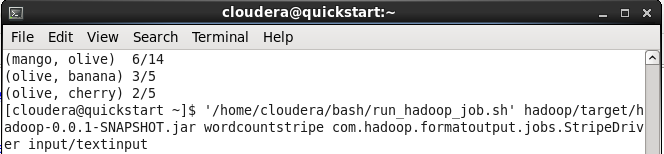 cloudera@quickstart:~
File Edit View Search Terminal Help
(mango, olive)  6/14
(olive, banana) 3/5
(olive, cherry) 2/5
[cloudera@quickstart ~]$ '/home/cloudera/bash/run_hadoop_job.sh' hadoop/target/h
adoop-0.0.1-SNAPSHOT.jar wordcountstripe com.hadoop.formatoutput.jobs.StripeDriv
er input/textinput